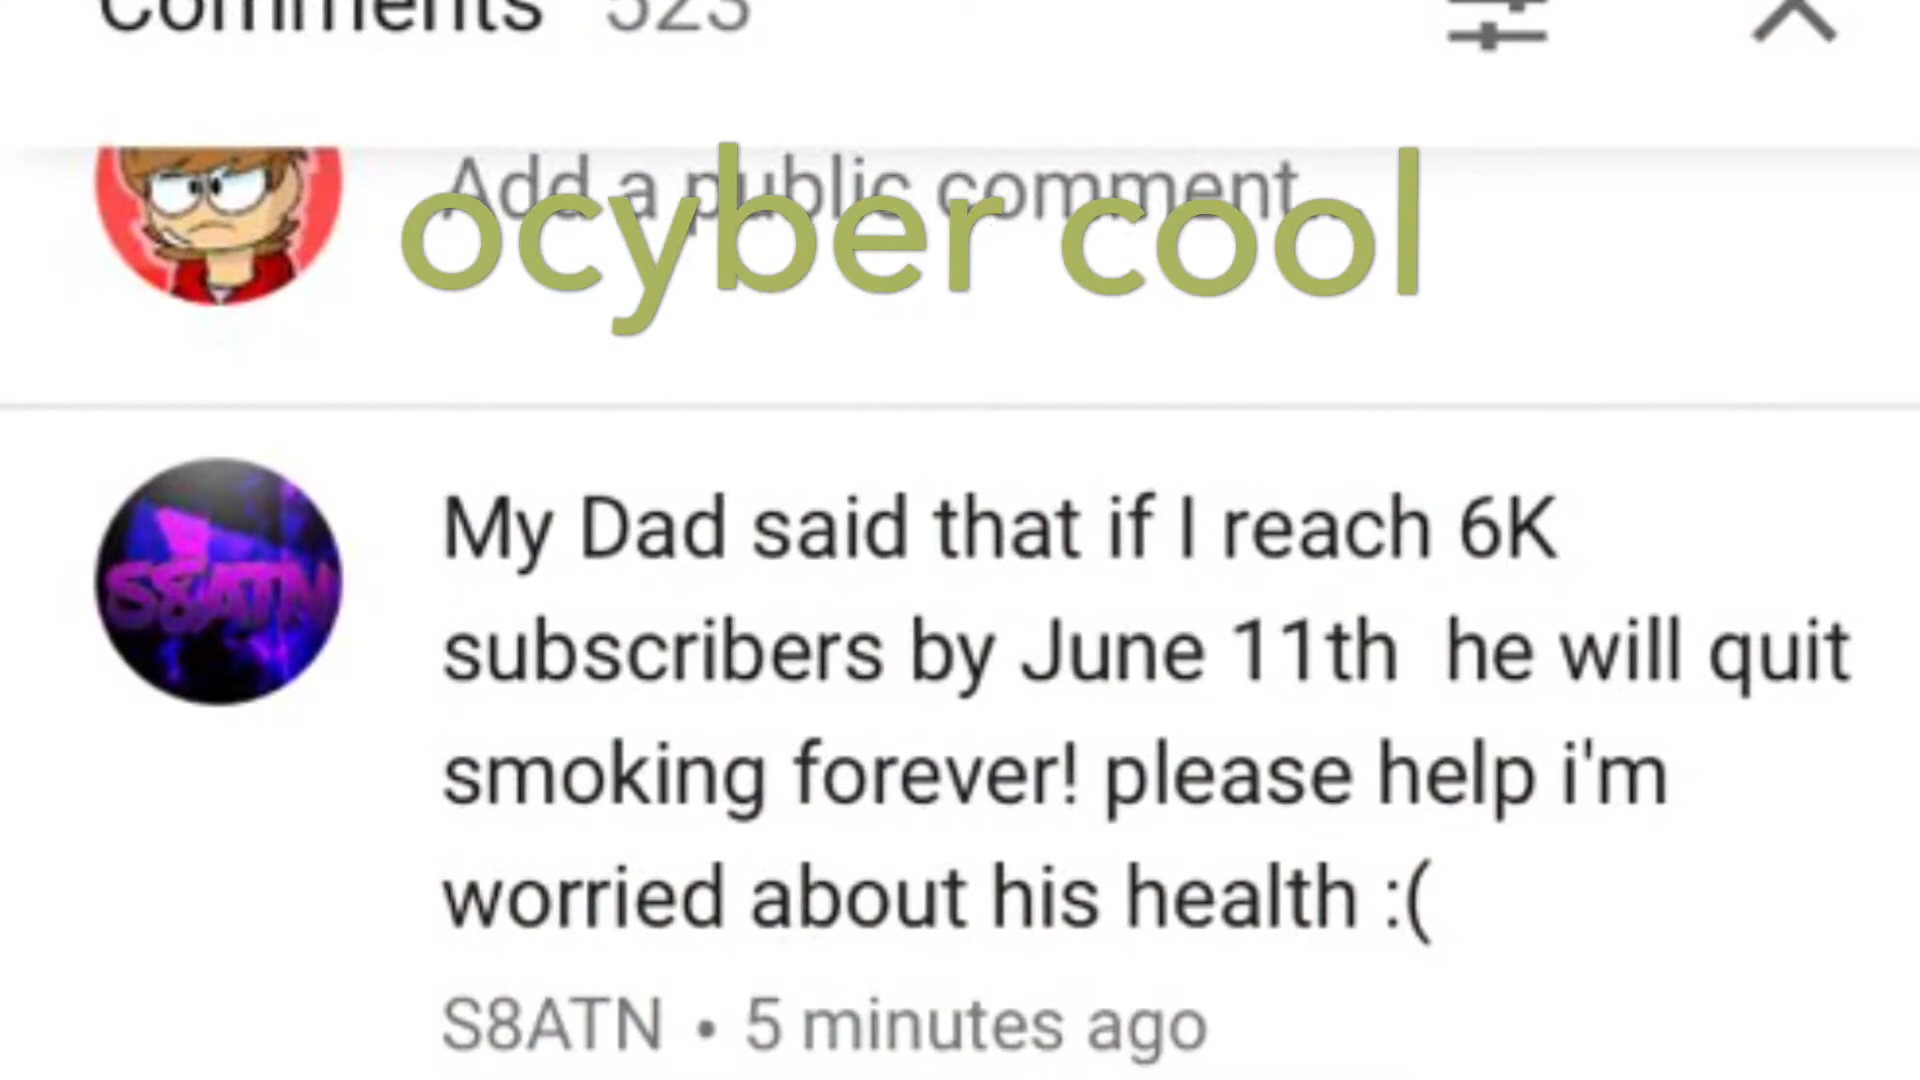 Comments 523
Add a public comment...
ocyber cool
S8ATN
My Dad said that if I reach 6K
subscribers by June 11th  he will quit
smoking forever! please help i'm
worried about his health :(
S8ATN • 5 minutes ago